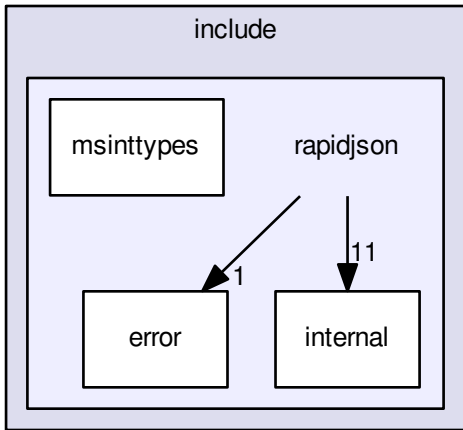 include
msinttypes
rapidjson
1
11
error
internal